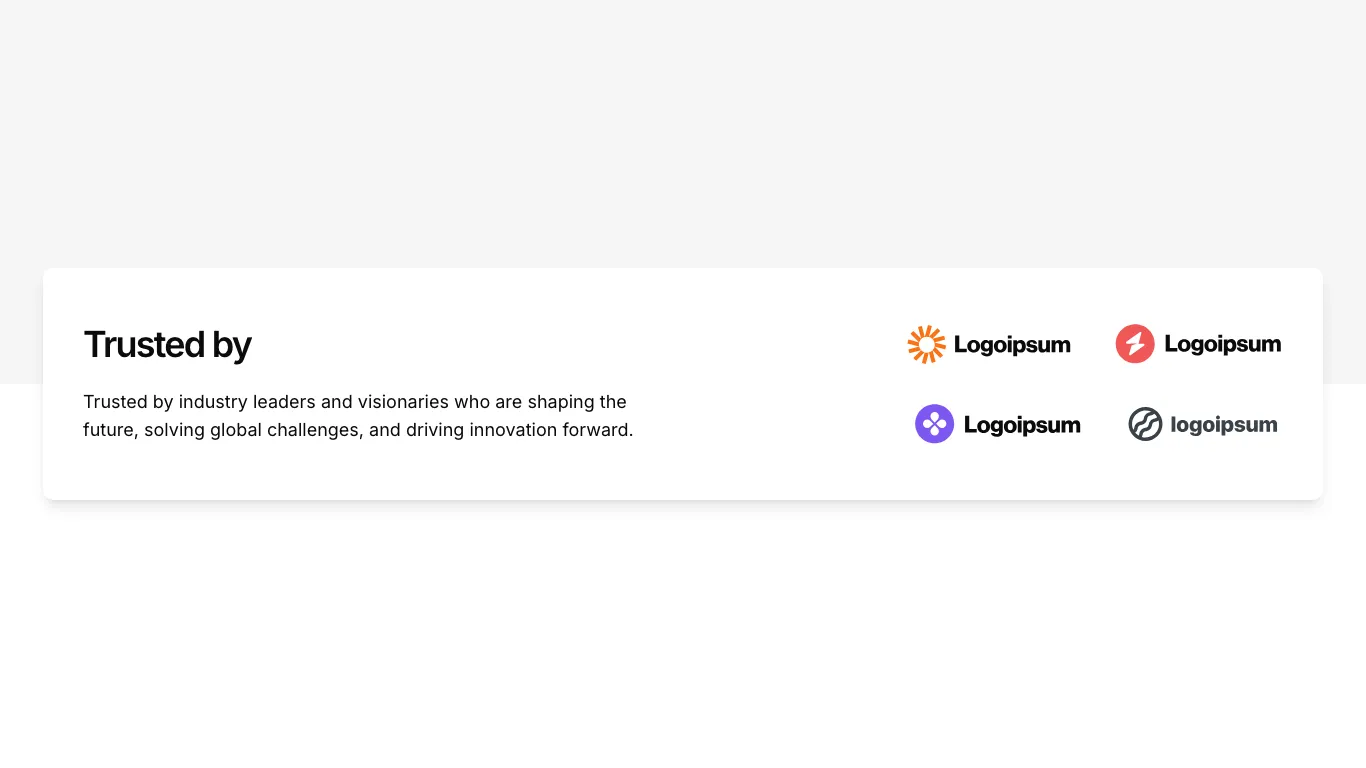 Trusted by
Trusted by industry leaders and visionaries who are shaping the
future, solving global challenges, and driving innovation forward.
Logoipsum
Logoipsum
Logoipsum
logoipsum